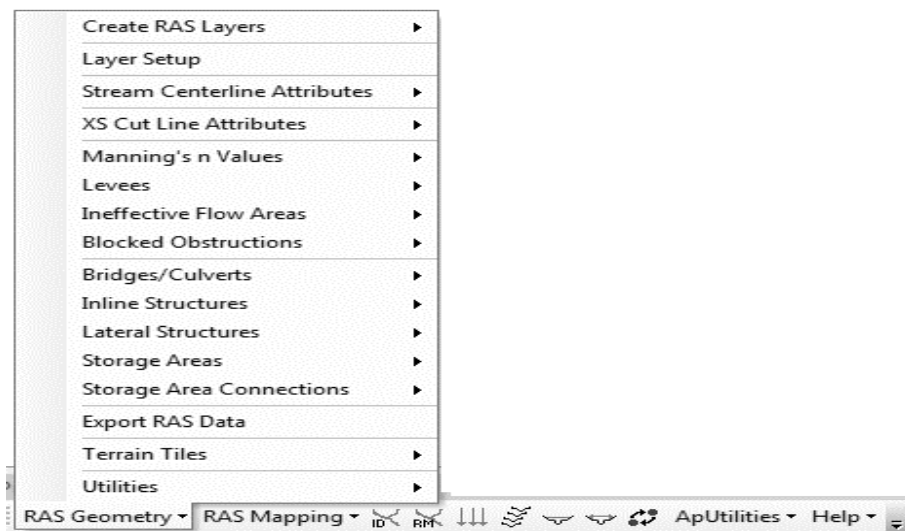 Create RAS Layers
Layer Setup
Stream Centerline Attributes
XS Cut Line Attributes
Manning's n Values
Levees
Ineffective Flow Areas
Blocked Obstructions
Bridges/Culverts
Inline Structures
Lateral Structures
Storage Areas
Storage Area Connections
Export RAS Data
Terrain Tiles
Utilities
RAS Geometry RAS Mapping ID RM ApUtilities Help